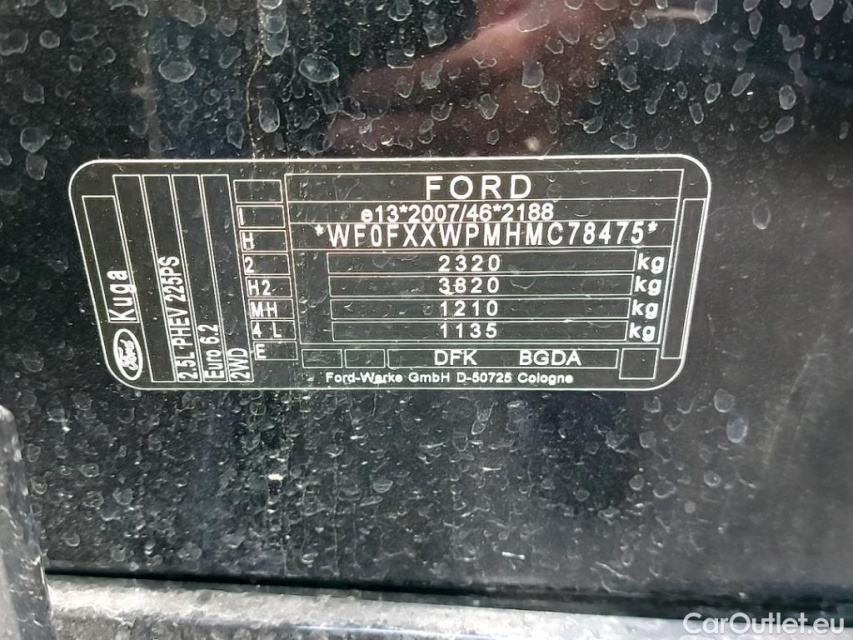 FORD
e13*2007/46*2188
*WF0FXXWPMHMC78475*
2320 kg
3820 kg
1210 kg
1135 kg
DFK BGDA
Ford-Werke GmbH D-50725 Cologne
Ford
Kuga
2.5L-PHEV 225PS
Euro 6.2
2WD
I
H
2
H2
MH
4 L
E
CarOutlet.eu